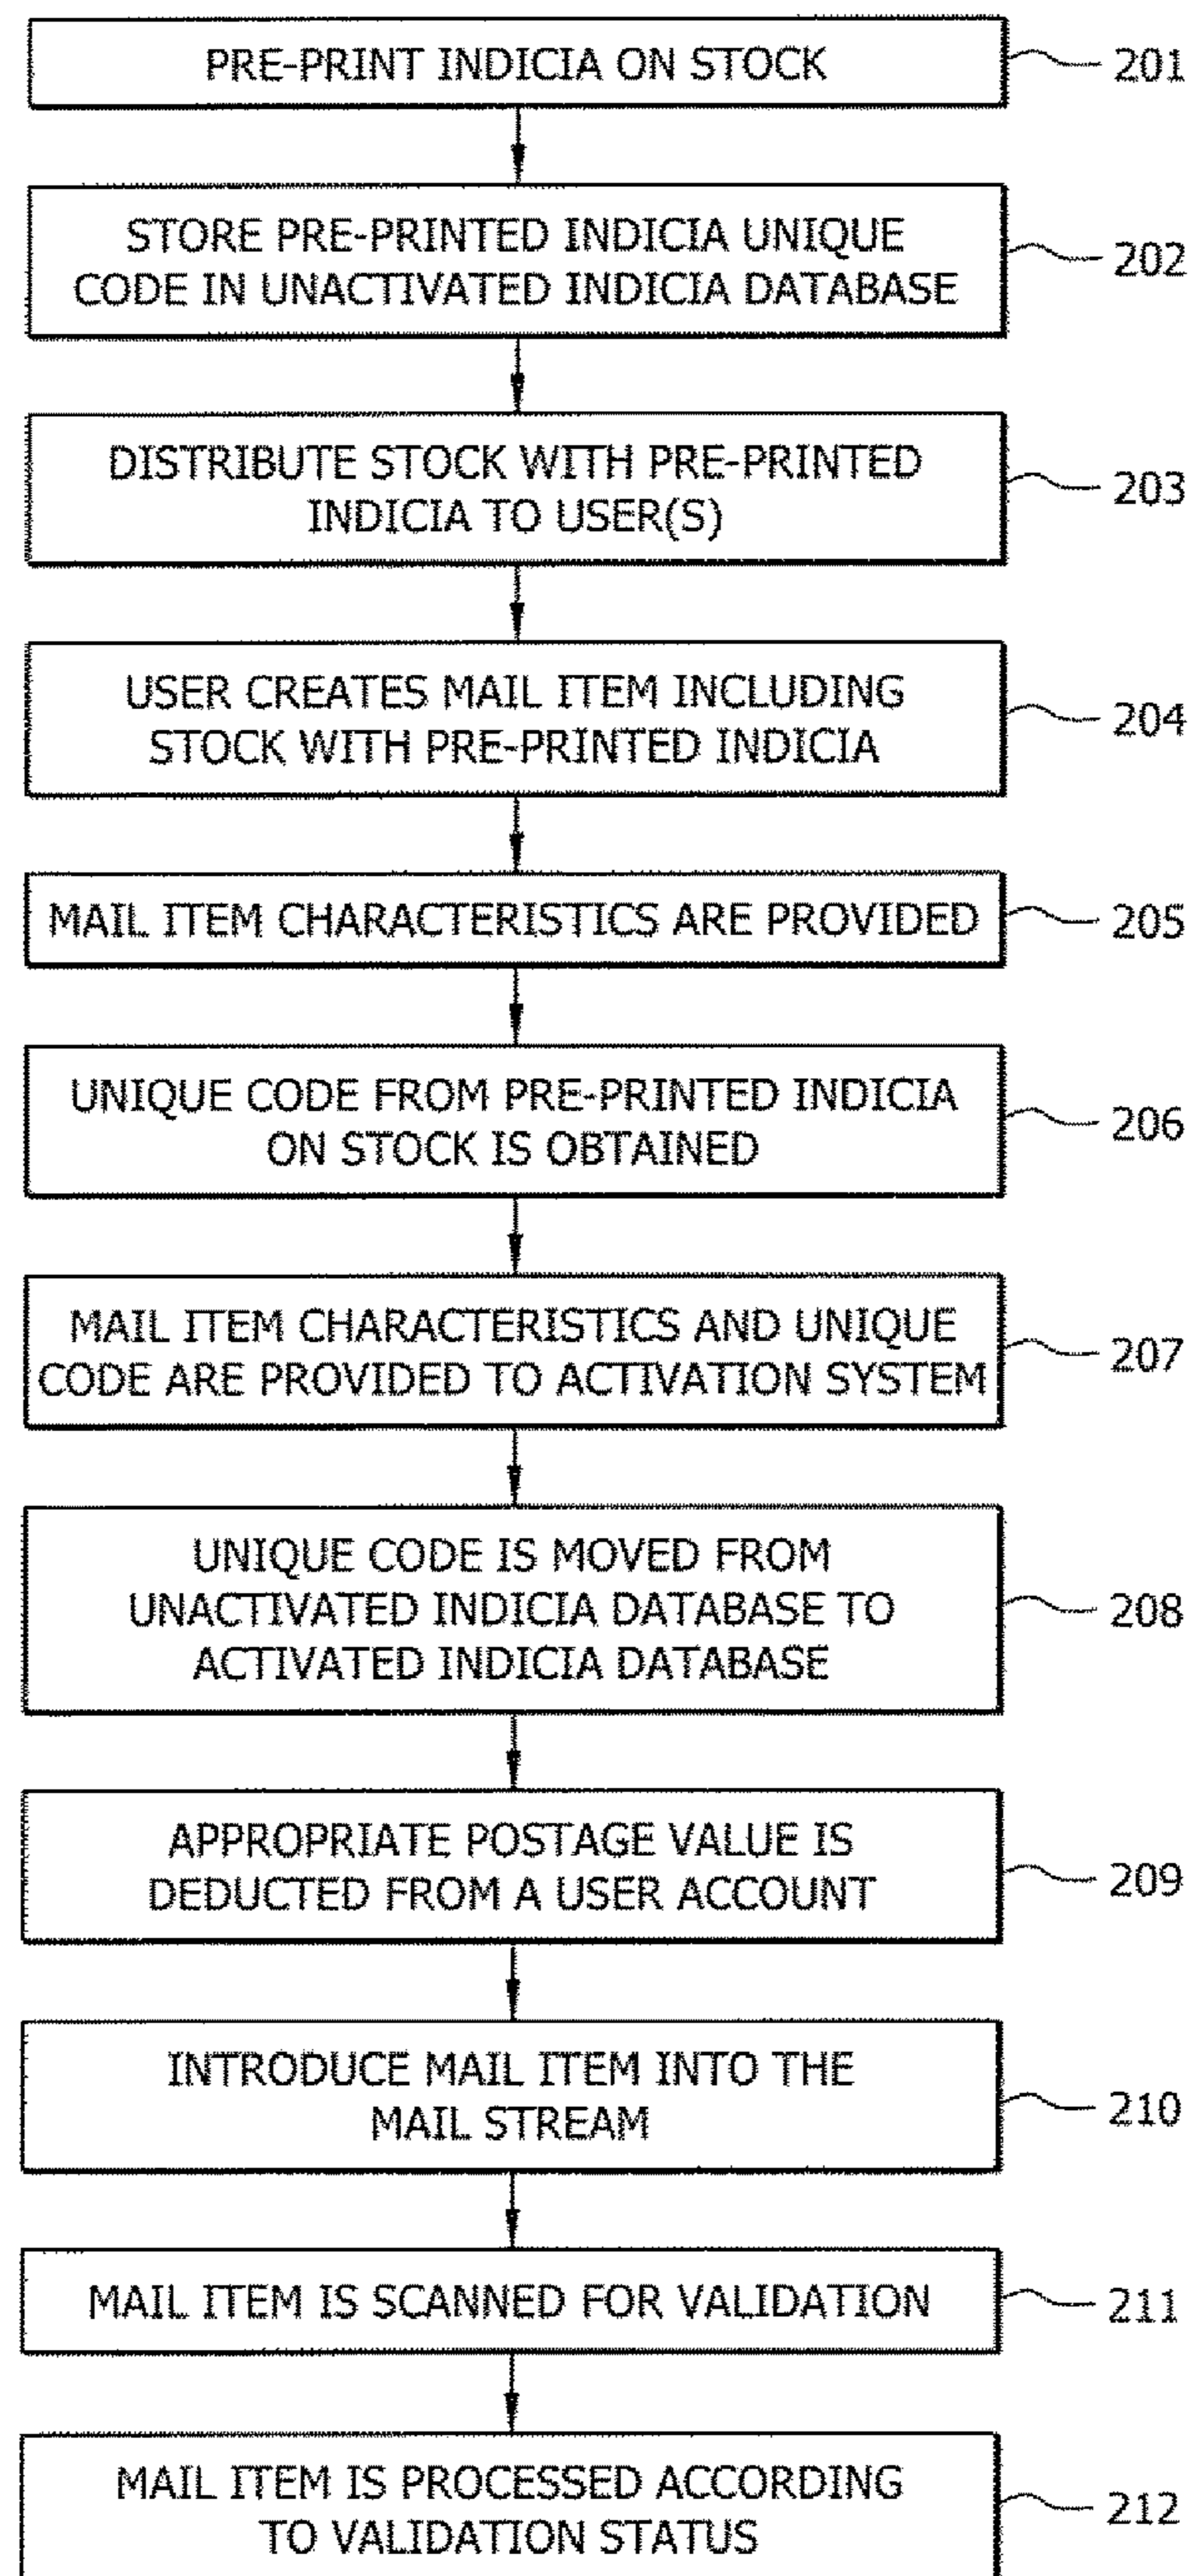 PRE-PRINT INDICIA ON STOCK
201
STORE PRE-PRINTED INDICIA UNIQUE
CODE IN UNACTIVATED INDICIA DATABASE
202
DISTRIBUTE STOCK WITH PRE-PRINTED
INDICIA TO USER(S)
203
USER CREATES MAIL ITEM INCLUDING
STOCK WITH PRE-PRINTED INDICIA
204
MAIL ITEM CHARACTERISTICS ARE PROVIDED
205
UNIQUE CODE FROM PRE-PRINTED INDICIA
ON STOCK IS OBTAINED
206
MAIL ITEM CHARACTERISTICS AND UNIQUE
CODE ARE PROVIDED TO ACTIVATION SYSTEM
207
UNIQUE CODE IS MOVED FROM
UNACTIVATED INDICIA DATABASE TO
ACTIVATED INDICIA DATABASE
208
APPROPRIATE POSTAGE VALUE IS
DEDUCTED FROM A USER ACCOUNT
209
INTRODUCE MAIL ITEM INTO THE
MAIL STREAM
210
MAIL ITEM IS SCANNED FOR VALIDATION
211
MAIL ITEM IS PROCESSED ACCORDING
TO VALIDATION STATUS
212